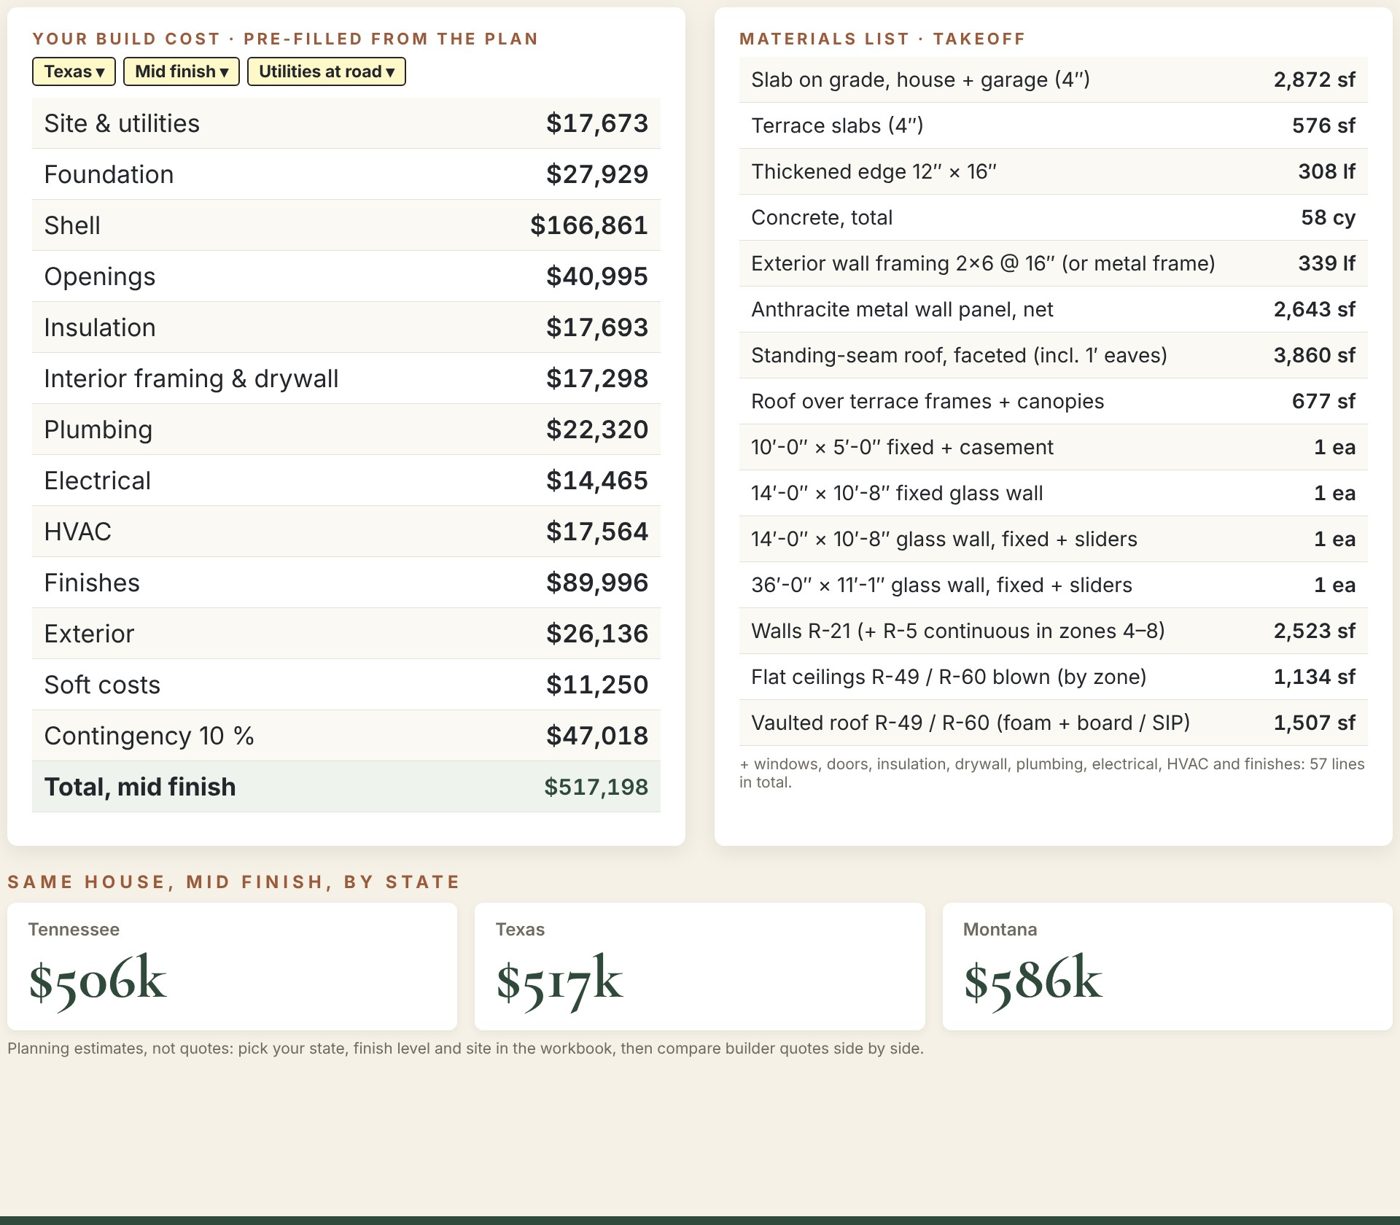 YOUR BUILD COST · PRE-FILLED FROM THE PLAN
Texas ▾ Mid finish ▾ Utilities at road ▾
Site & utilities $17,673
Foundation $27,929
Shell $166,861
Openings $40,995
Insulation $17,693
Interior framing & drywall $17,298
Plumbing $22,320
Electrical $14,465
HVAC $17,564
Finishes $89,996
Exterior $26,136
Soft costs $11,250
Contingency 10 % $47,018
Total, mid finish $517,198
MATERIALS LIST · TAKEOFF
Slab on grade, house + garage (4″) 2,872 sf
Terrace slabs (4″) 576 sf
Thickened edge 12″ × 16″ 308 lf
Concrete, total 58 cy
Exterior wall framing 2×6 @ 16″ (or metal frame) 339 lf
Anthracite metal wall panel, net 2,643 sf
Standing-seam roof, faceted (incl. 1′ eaves) 3,860 sf
Roof over terrace frames + canopies 677 sf
10′-0″ × 5′-0″ fixed + casement 1 ea
14′-0″ × 10′-8″ fixed glass wall 1 ea
14′-0″ × 10′-8″ glass wall, fixed + sliders 1 ea
36′-0″ × 11′-1″ glass wall, fixed + sliders 1 ea
Walls R-21 (+ R-5 continuous in zones 4–8) 2,523 sf
Flat ceilings R-49 / R-60 blown (by zone) 1,134 sf
Vaulted roof R-49 / R-60 (foam + board / SIP) 1,507 sf
+ windows, doors, insulation, drywall, plumbing, electrical, HVAC and finishes: 57 lines
in total.
SAME HOUSE, MID FINISH, BY STATE
Tennessee
$506k
Texas
$517k
Montana
$586k
Planning estimates, not quotes: pick your state, finish level and site in the workbook, then compare builder quotes side by side.